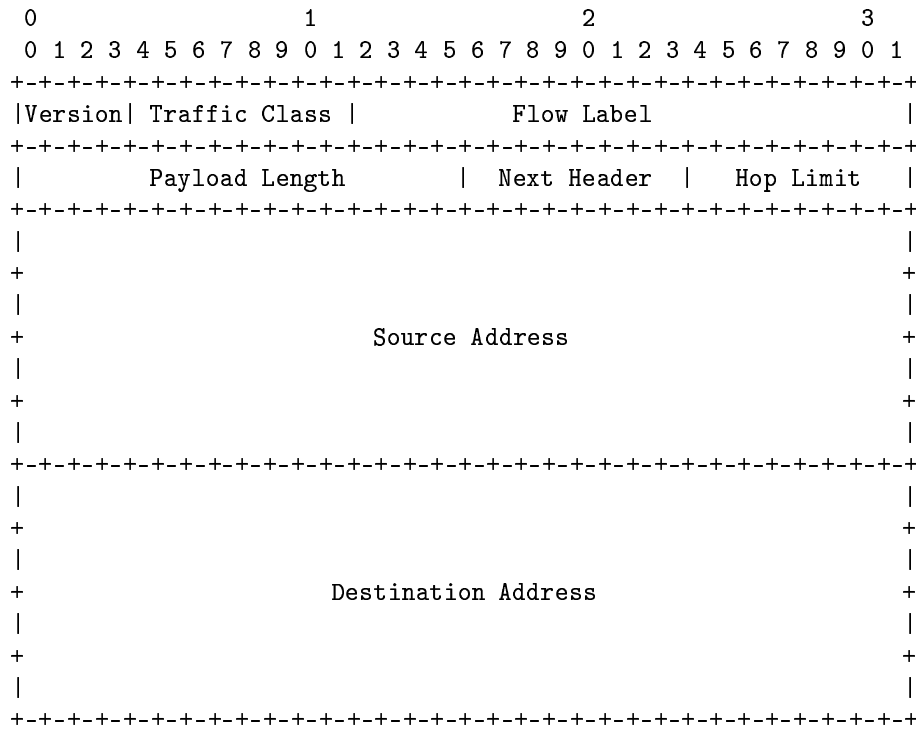 0                   1                   2                   3
0 1 2 3 4 5 6 7 8 9 0 1 2 3 4 5 6 7 8 9 0 1 2 3 4 5 6 7 8 9 0 1
+-+-+-+-+-+-+-+-+-+-+-+-+-+-+-+-+-+-+-+-+-+-+-+-+-+-+-+-+-+-+-+-+
|Version| Traffic Class |           Flow Label                  |
+-+-+-+-+-+-+-+-+-+-+-+-+-+-+-+-+-+-+-+-+-+-+-+-+-+-+-+-+-+-+-+-+
|         Payload Length        |  Next Header  |   Hop Limit   |
+-+-+-+-+-+-+-+-+-+-+-+-+-+-+-+-+-+-+-+-+-+-+-+-+-+-+-+-+-+-+-+-+
|                                                               |
+                                                               +
|                                                               |
+                         Source Address                        +
|                                                               |
+                                                               +
|                                                               |
+-+-+-+-+-+-+-+-+-+-+-+-+-+-+-+-+-+-+-+-+-+-+-+-+-+-+-+-+-+-+-+-+
|                                                               |
+                                                               +
|                                                               |
+                      Destination Address                      +
|                                                               |
+                                                               +
|                                                               |
+-+-+-+-+-+-+-+-+-+-+-+-+-+-+-+-+-+-+-+-+-+-+-+-+-+-+-+-+-+-+-+-+